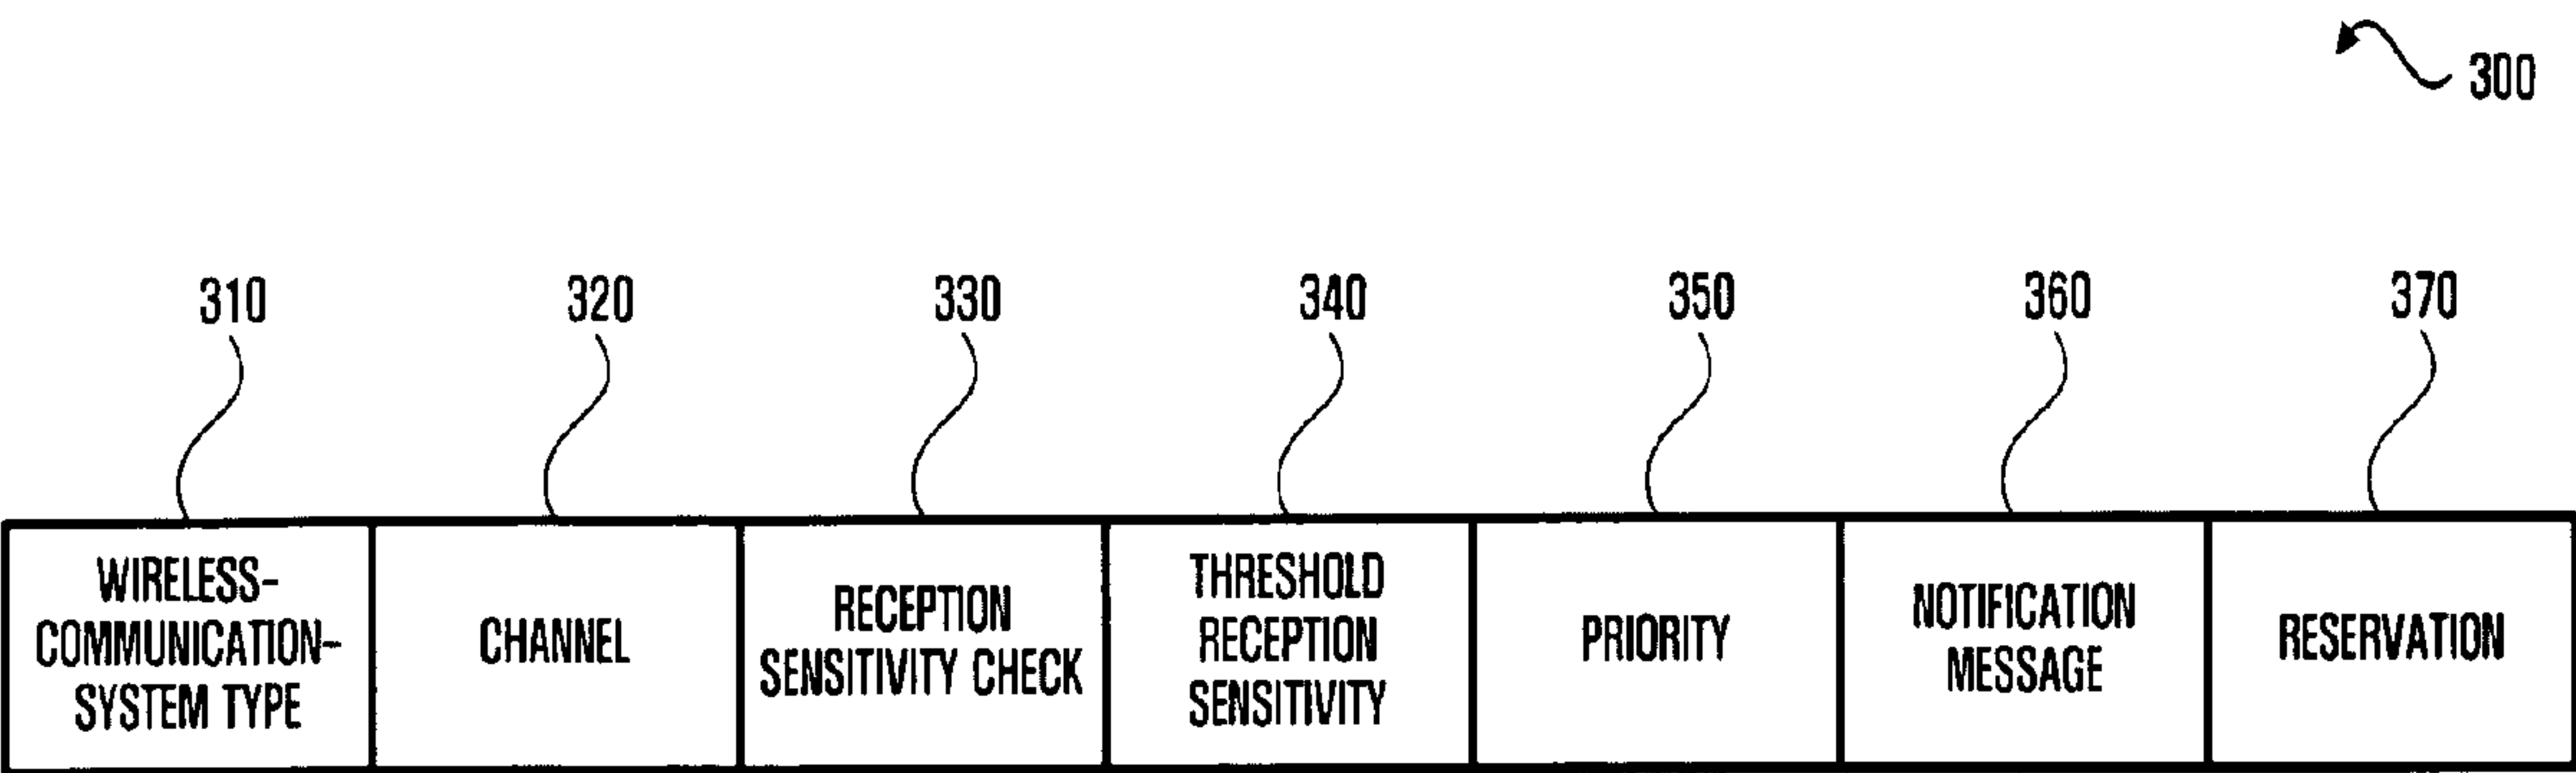 300
310
320
330
340
350
360
370
WIRELESS-
COMMUNICATION-
SYSTEM TYPE
CHANNEL
RECEPTION
SENSITIVITY CHECK
THRESHOLD
RECEPTION
SENSITIVITY
PRIORITY
NOTIFICATION
MESSAGE
RESERVATION